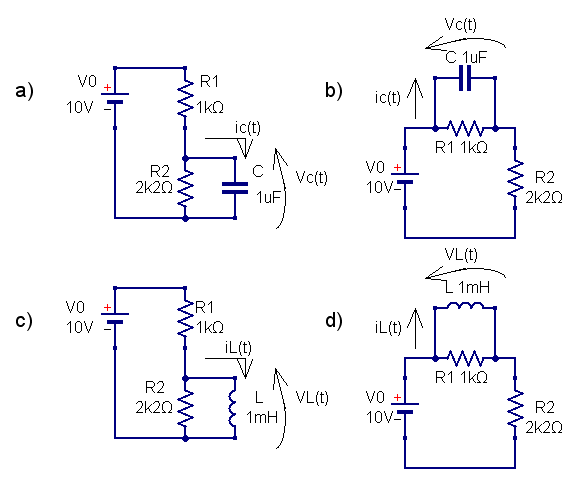 a)
V0
10V
+
−
R1
1kΩ
ic(t)
R2
2k2Ω
C
1uF
Vc(t)
b)
Vc(t)
C 1uF
ic(t)
R1 1kΩ
V0
10V
+
−
R2
2k2Ω
c)
V0
10V
+
−
R1
1kΩ
iL(t)
R2
2k2Ω
L
1mH
VL(t)
d)
VL(t)
L 1mH
iL(t)
R1 1kΩ
V0
10V
+
−
R2
2k2Ω